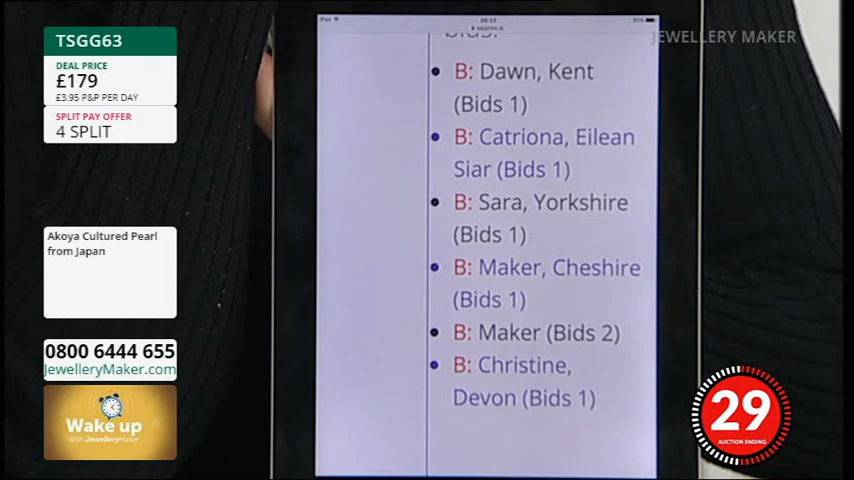 TSGG63
DEAL PRICE
£179
£3.95 P&P PER DAY
SPLIT PAY OFFER
4 SPLIT
Akoya Cultured Pearl
from Japan
0800 6444 655
JewelleryMaker.com
Wake up
With JewelleryMaker
iPad
bids:
B: Dawn, Kent
(Bids 1)
B: Catriona, Eilean
Siar (Bids 1)
B: Sara, Yorkshire
(Bids 1)
B: Maker, Cheshire
(Bids 1)
B: Maker (Bids 2)
B: Christine,
Devon (Bids 1)
JEWELLERY MAKER
29
AUCTION ENDING